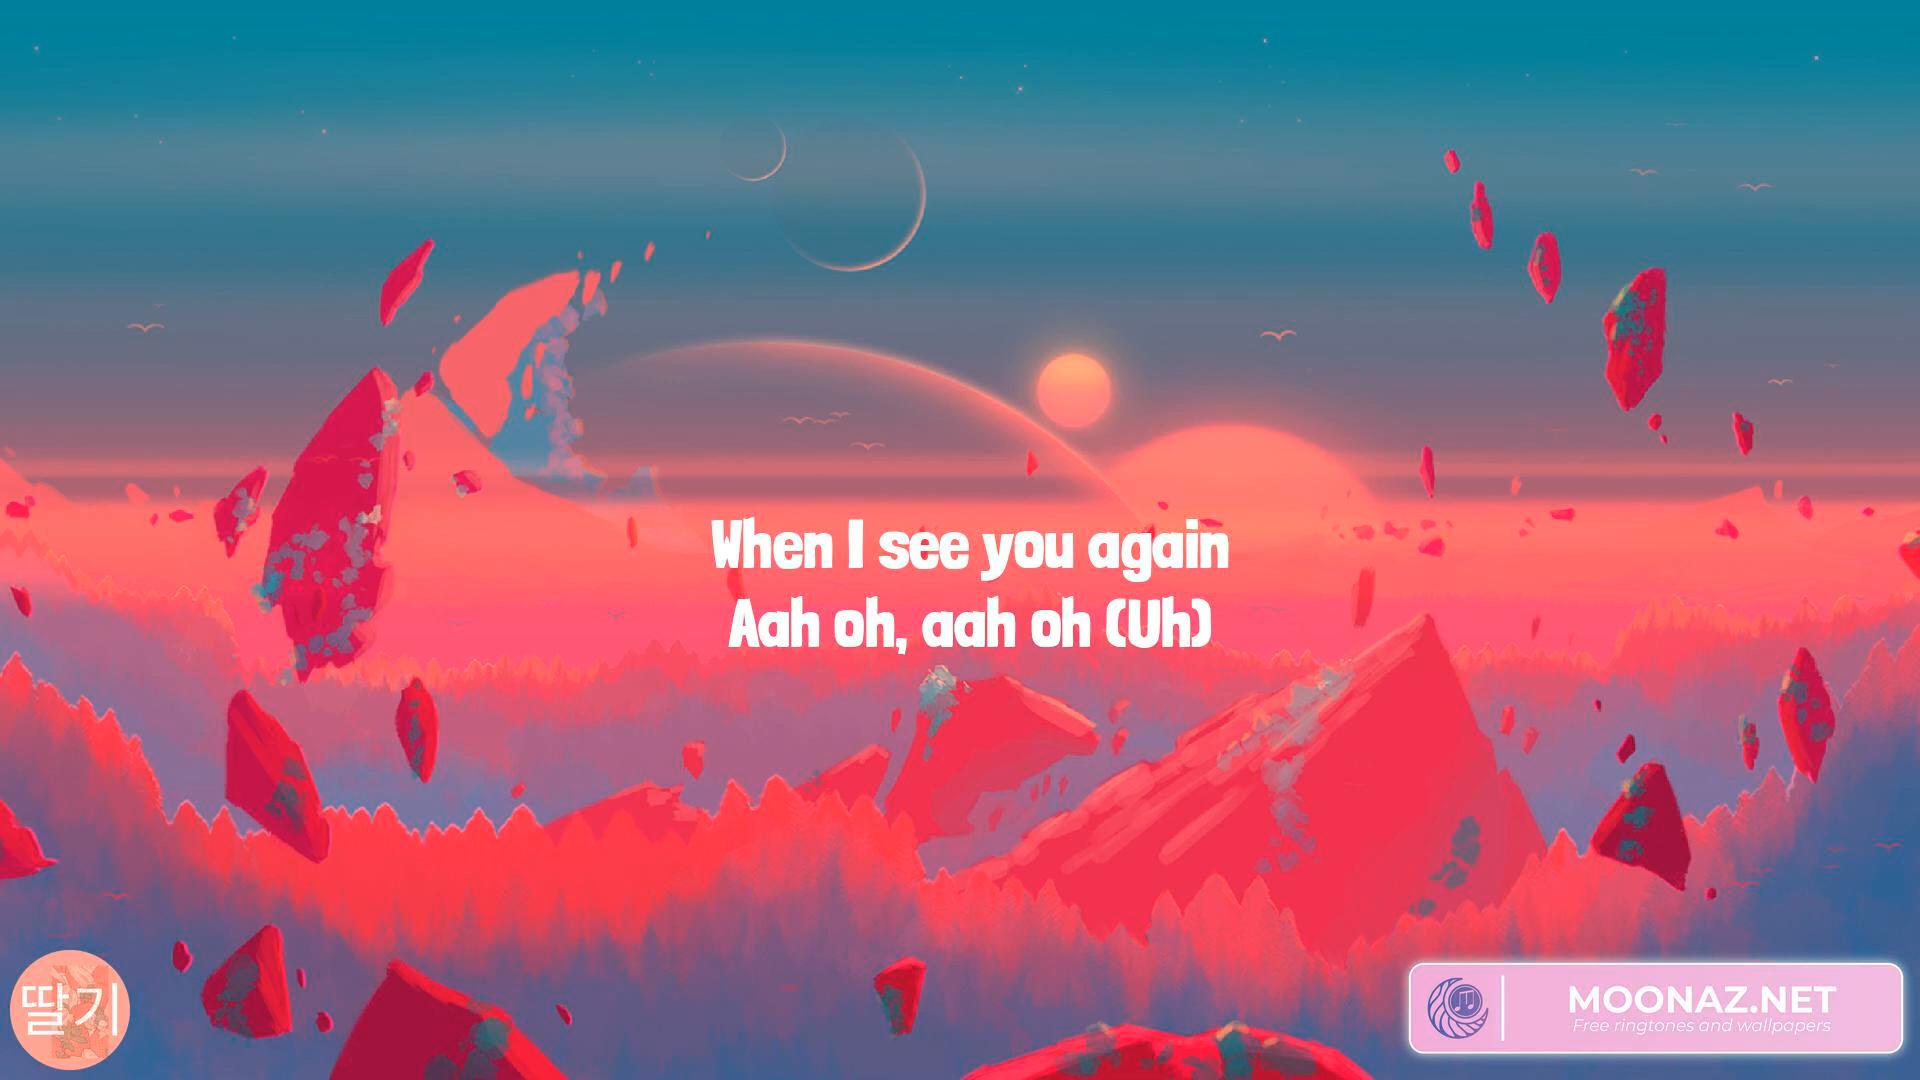 When I see you again
Aah oh, aah oh (Uh)
딸기
MOONAZ.NET
Free ringtones and wallpapers